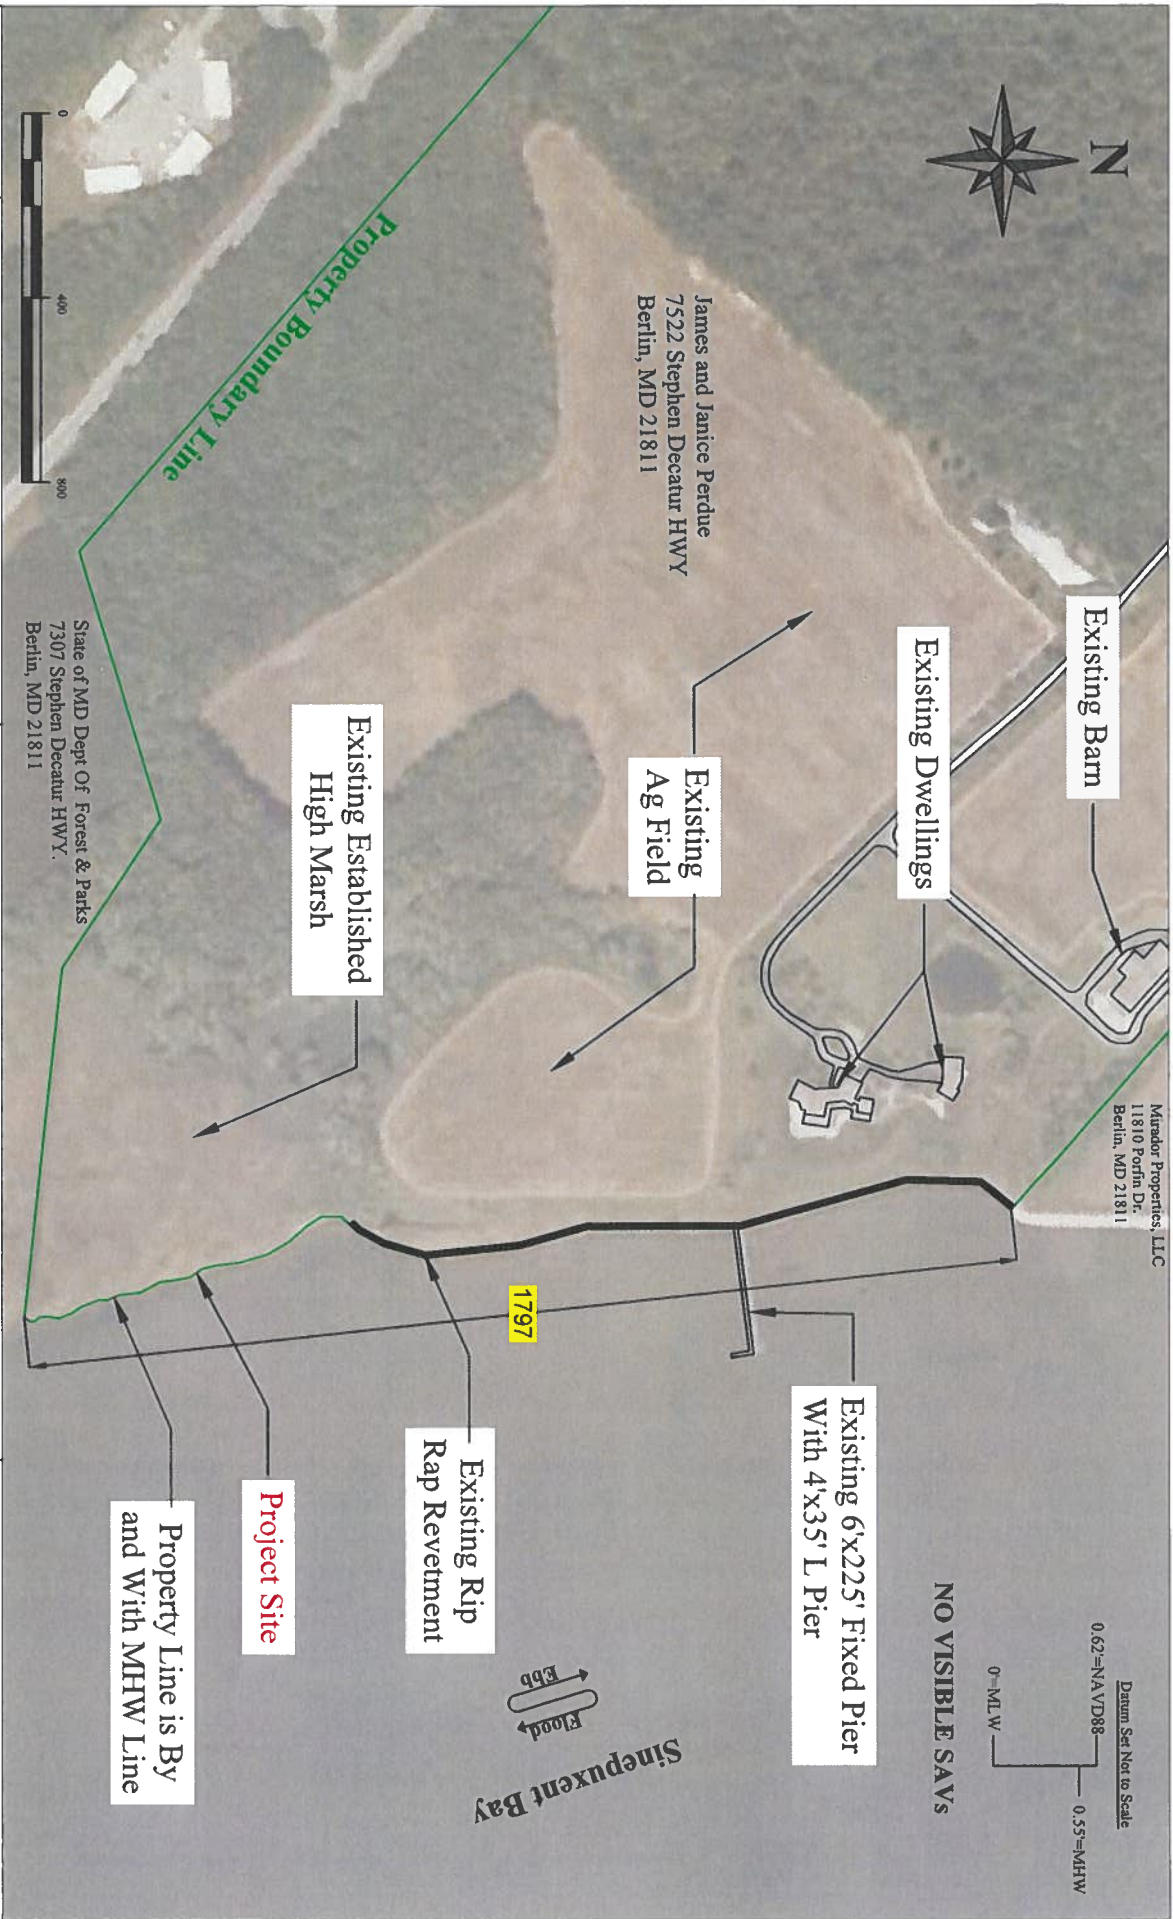 N
James and Janice Perdue
7522 Stephen Decatur HWY
Berlin, MD 21811
Existing Barn
Existing Dwellings
Existing
Ag Field
Existing Established
High Marsh
Property Boundary Line
0
400
800
State of MD Dept Of Forest & Parks
7307 Stephen Decatur HWY.
Berlin, MD 21811
Mirador Properties, LLC
11810 Porfin Dr.
Berlin, MD 21811
1797
Existing 6'x225' Fixed Pier
With 4'x35' L Pier
Existing Rip
Rap Revetment
Project Site
Property Line is By
and With MHW Line
Datum Set Not to Scale
0.62'=NAVD88
0.55'=MHW
0'=MLW
NO VISIBLE SAVs
Ebb
Flood
Sinepuxent Bay